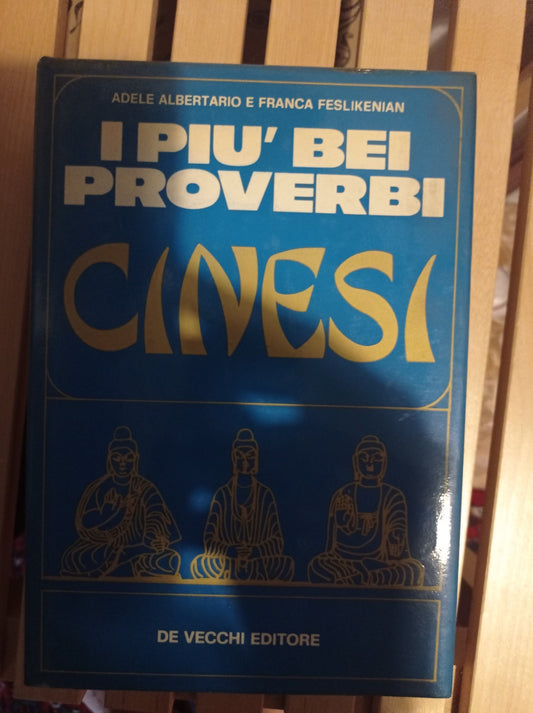 ADELE ALBERTARIO E FRANCA FESLIKENIAN
I PIU' BEI
PROVERBI
CINESI
DE VECCHI EDITORE